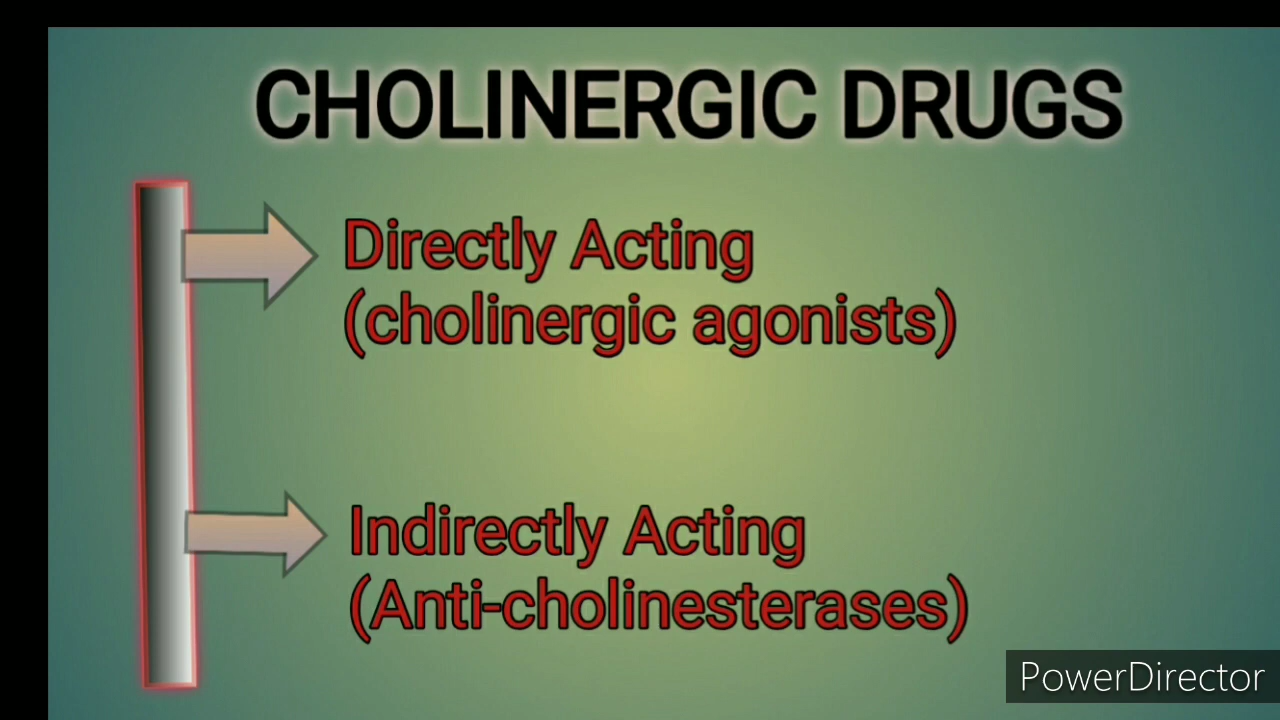 CHOLINERGIC DRUGS
Directly Acting
(cholinergic agonists)
Indirectly Acting
(Anti-cholinesterases)
PowerDirector